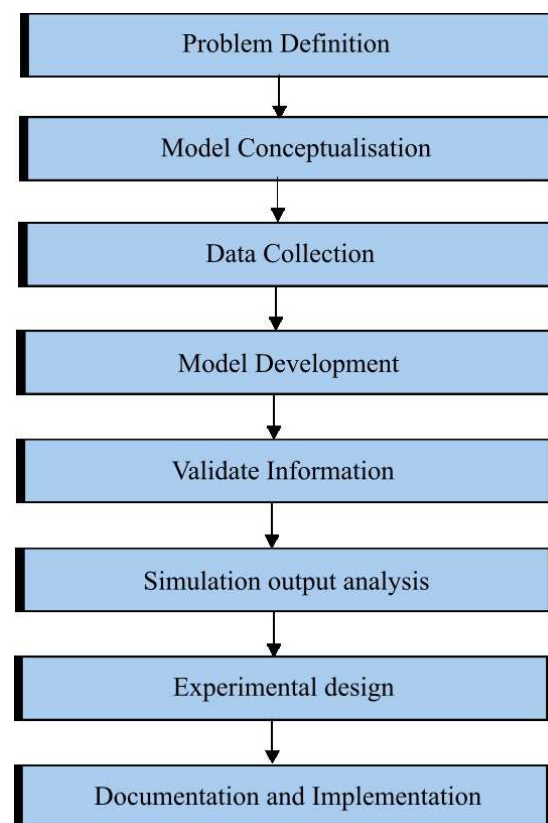 Problem Definition
Model Conceptualisation
Data Collection
Model Development
Validate Information
Simulation output analysis
Experimental design
Documentation and Implementation